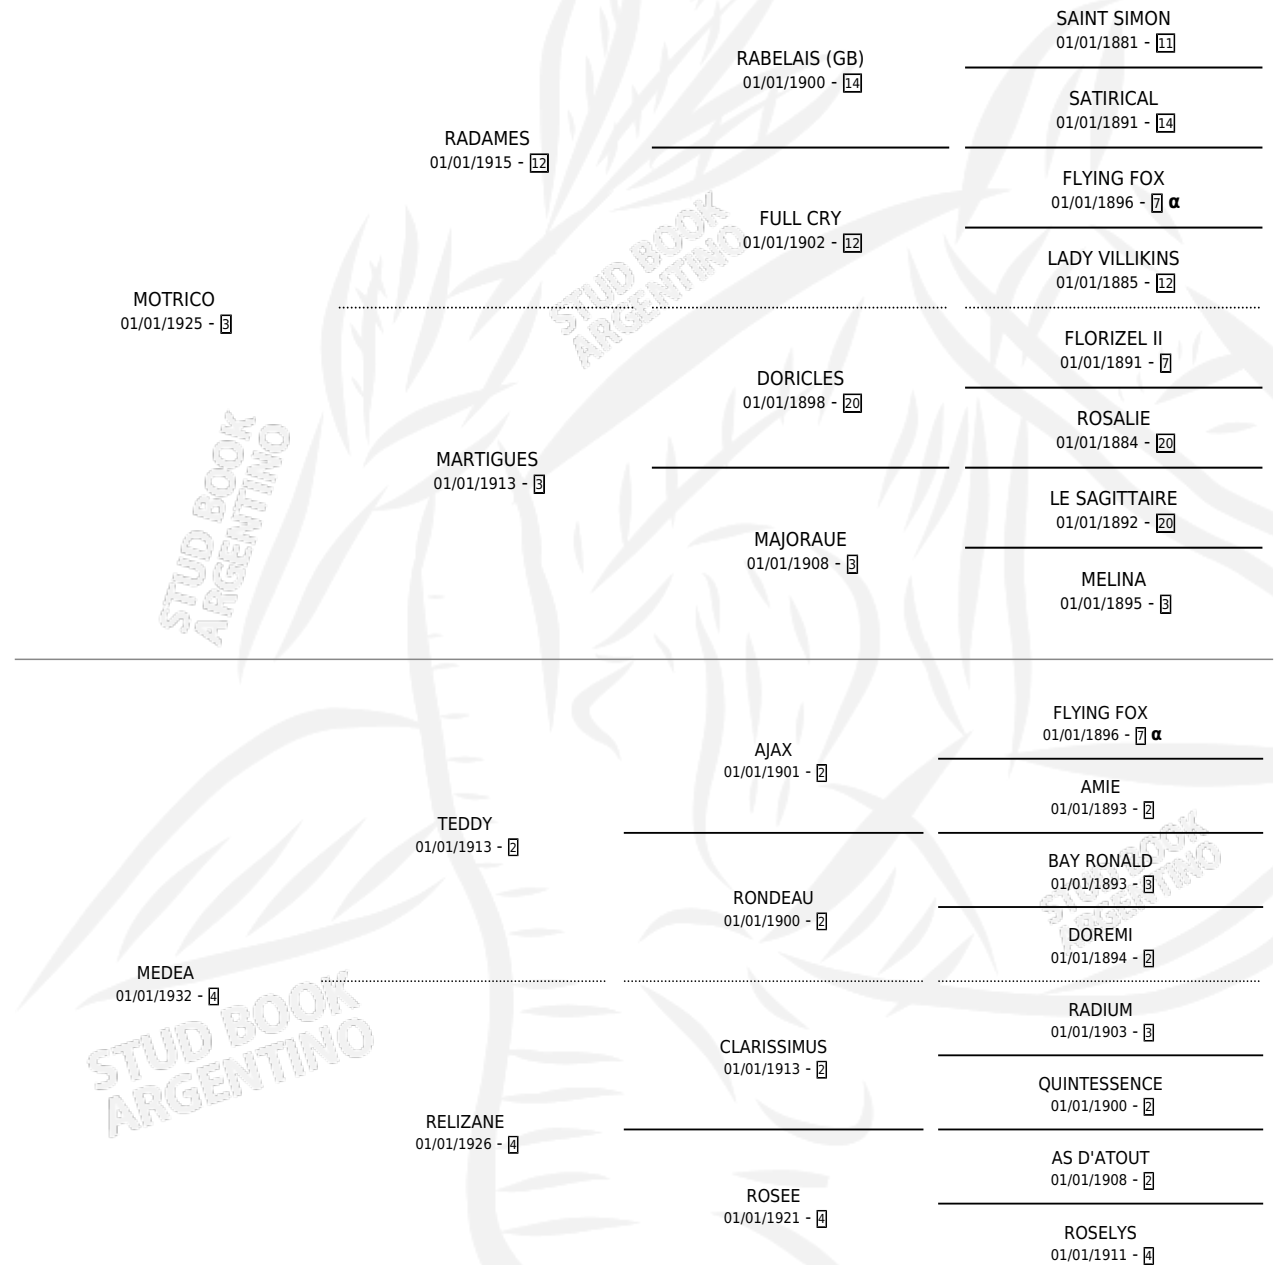 SAINT SIMON
01/01/1881 - 11
RABELAIS (GB)
01/01/1900 - 14
SATIRICAL
01/01/1891 - 14
RADAMES
01/01/1915 - 12
FLYING FOX
01/01/1896 - 7 α
FULL CRY
01/01/1902 - 12
LADY VILLIKINS
01/01/1885 - 12
MOTRICO
01/01/1925 - 3
STUD BOOK
ARGENTINO
FLORIZEL II
01/01/1891 - 7
DORICLES
01/01/1898 - 20
ROSALIE
01/01/1884 - 20
MARTIGUES
01/01/1913 - 3
LE SAGITTAIRE
01/01/1892 - 20
MAJORAUE
01/01/1908 - 3
MELINA
01/01/1895 - 3
STUD BOOK
ARGENTINO
FLYING FOX
01/01/1896 - 7 α
AJAX
01/01/1901 - 2
AMIE
01/01/1893 - 2
TEDDY
01/01/1913 - 2
BAY RONALD
01/01/1893 - 3
RONDEAU
01/01/1900 - 2
DOREMI
01/01/1894 - 2
STUD BOOK
ARGENTINO
MEDEA
01/01/1932 - 4
RADIUM
01/01/1903 - 3
CLARISSIMUS
01/01/1913 - 2
QUINTESSENCE
01/01/1900 - 2
STUD BOOK
ARGENTINO
RELIZANE
01/01/1926 - 4
AS D'ATOUT
01/01/1908 - 2
ROSEE
01/01/1921 - 4
ROSELYS
01/01/1911 - 4